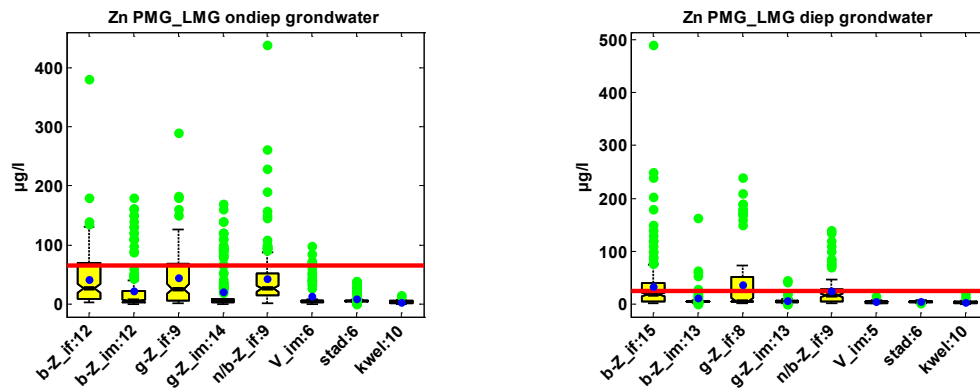 Zn PMG_LMG ondiep grondwater
µg/l
400
300
200
100
0
b-Z_if:12
b-Z_im:12
g-Z_if:9
g-Z_im:14
n/b-Z_if:9
V_im:6
stad:6
kwel:10
Zn PMG_LMG diep grondwater
µg/l
500
400
300
200
100
0
b-Z_if:15
b-Z_im:13
g-Z_if:8
g-Z_im:13
n/b-Z_if:9
V_im:5
stad:6
kwel:10